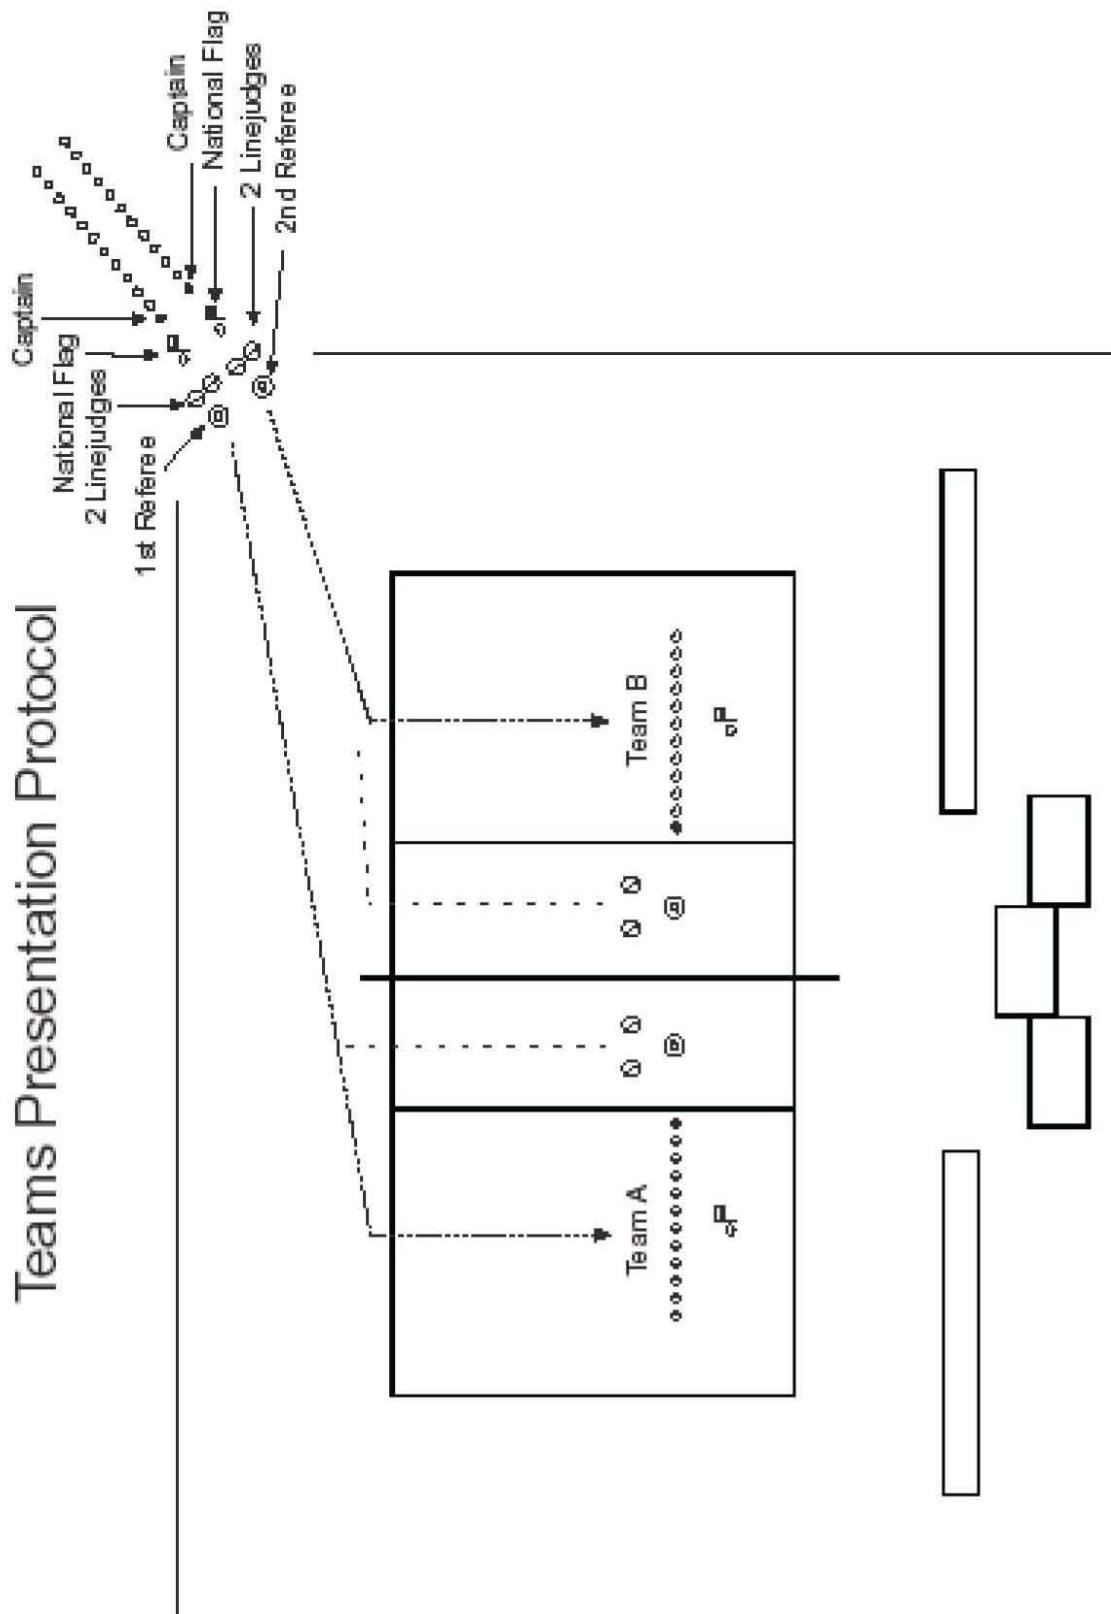 Teams Presentation Protocol
Captain
National Flag
2 Linejudges
1st Referee
Captain
National Flag
2 Linejudges
2nd Referee
Team A
Team B